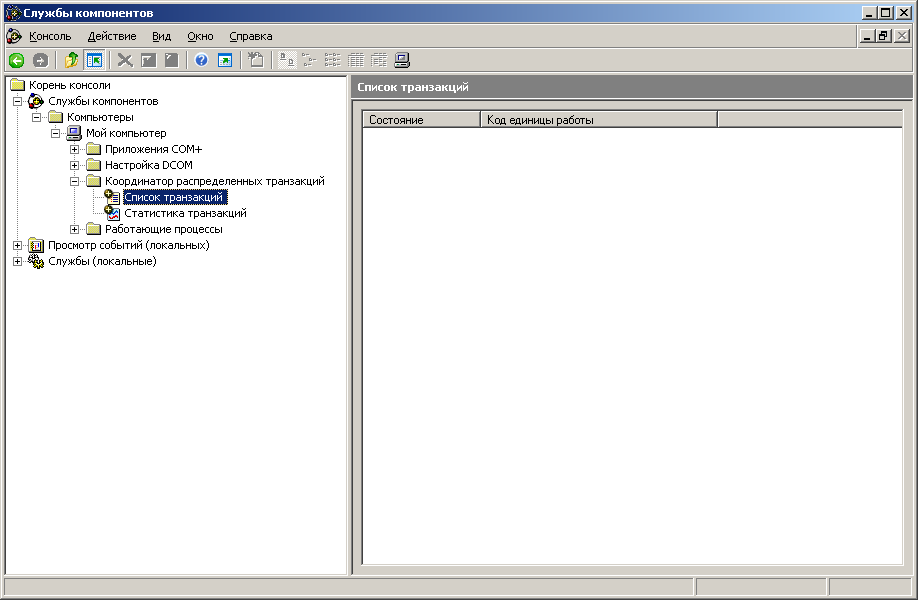 Службы компонентов
Консоль Действие Вид Окно Справка
Корень консоли
Службы компонентов
Компьютеры
Мой компьютер
Приложения COM+
Настройка DCOM
Координатор распределенных транзакций
Список транзакций
Статистика транзакций
Работающие процессы
Просмотр событий (локальных)
Службы (локальные)
Список транзакций
Состояние Код единицы работы